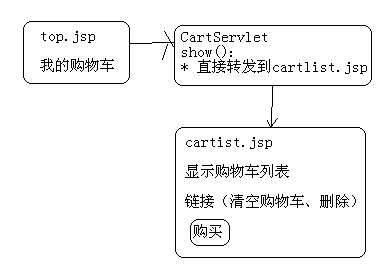 top.jsp
我的购物车
CartServlet
show():
* 直接转发到cartlist.jsp
cartist.jsp
显示购物车列表
链接（清空购物车、删除）
购买